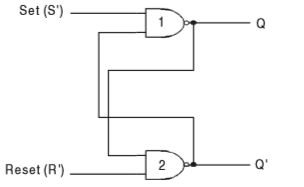 Set (S')
1
Q
2
Reset (R')
Q'